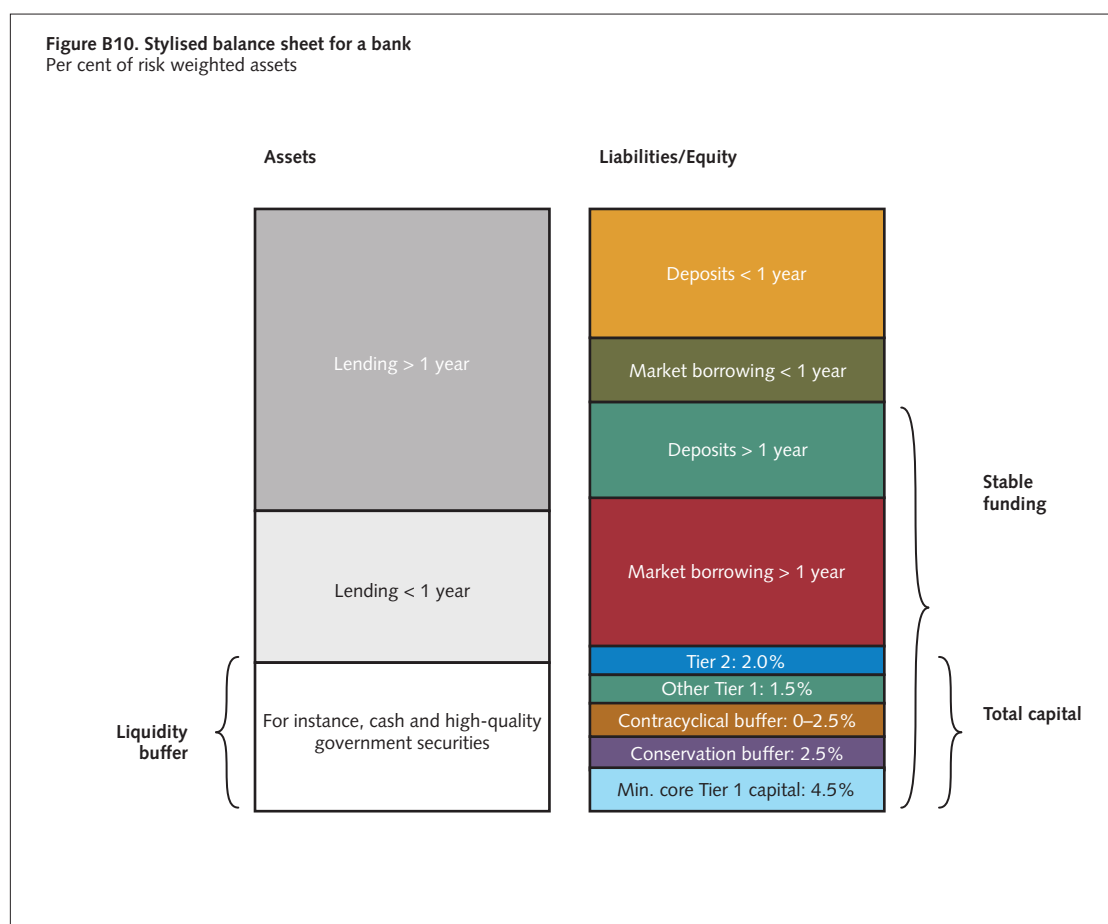 Figure B10. Stylised balance sheet for a bank
Per cent of risk weighted assets
Assets
Liabilities/Equity
Lending > 1 year
Lending < 1 year
Liquidity
buffer
For instance, cash and high-quality
government securities
Deposits < 1 year
Market borrowing < 1 year
Deposits > 1 year
Market borrowing > 1 year
Tier 2: 2.0%
Other Tier 1: 1.5%
Contracyclical buffer: 0–2.5%
Conservation buffer: 2.5%
Min. core Tier 1 capital: 4.5%
Stable
funding
Total capital